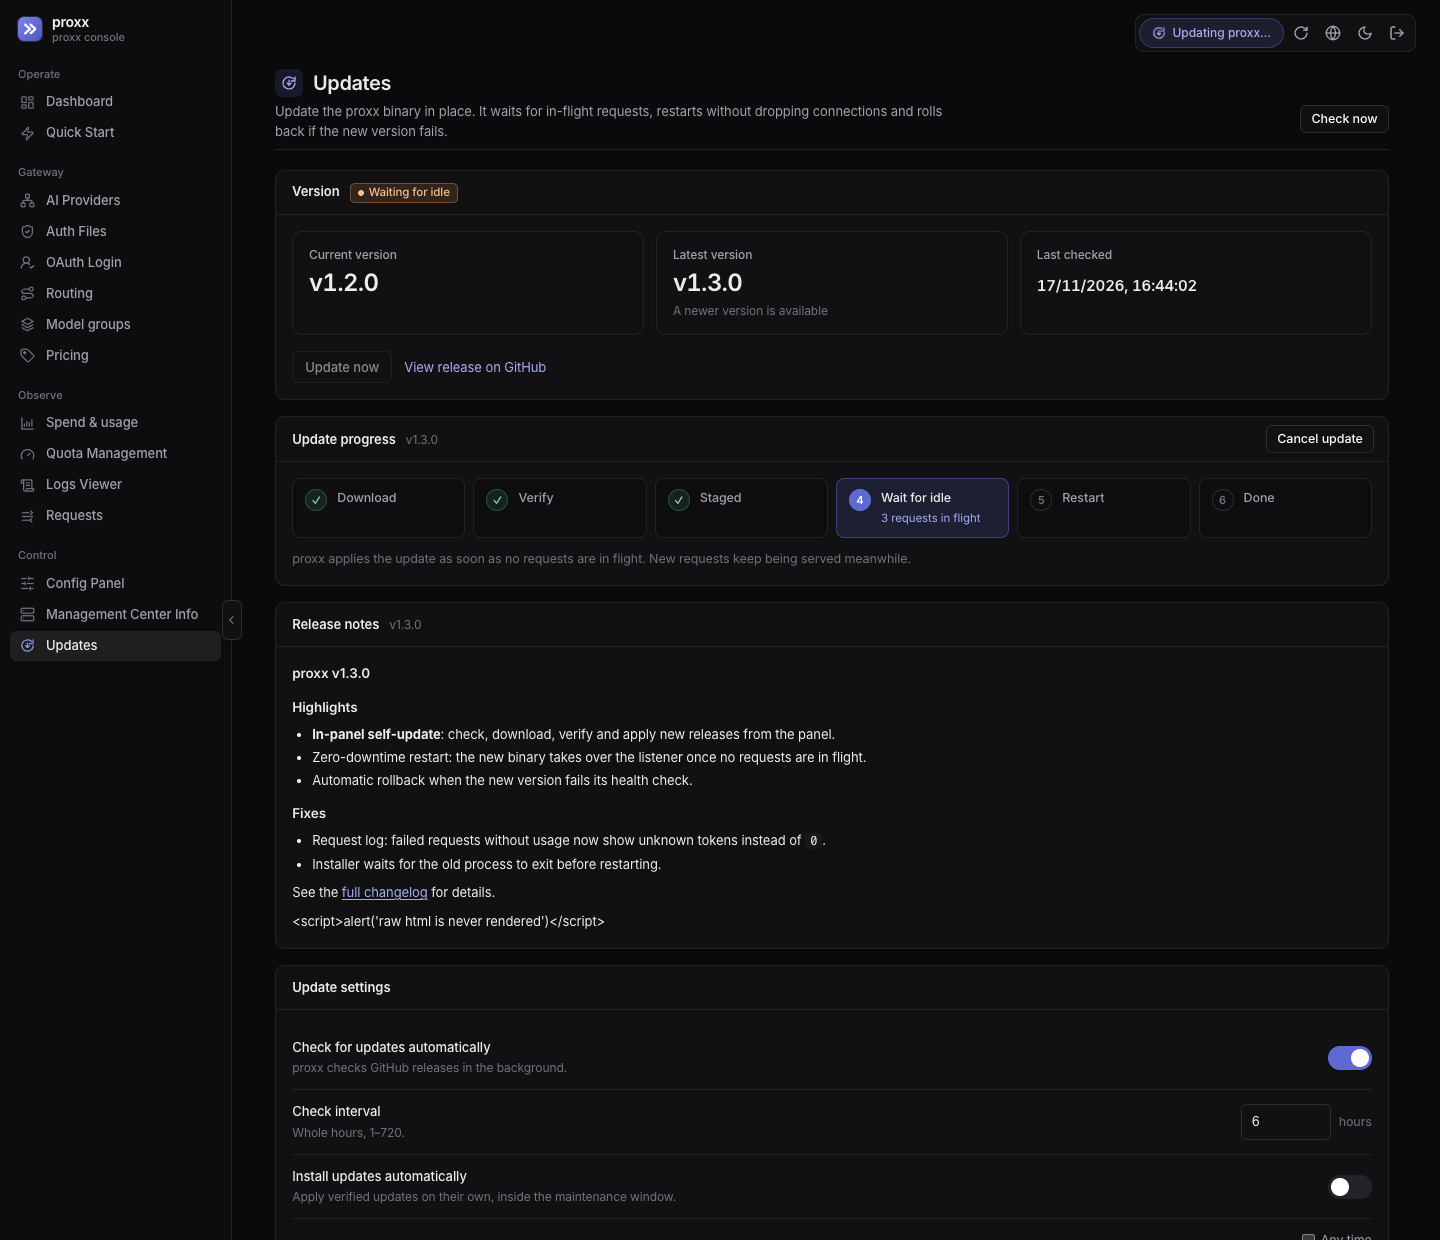 proxx
proxx console
Operate
Dashboard
Quick Start
Gateway
AI Providers
Auth Files
OAuth Login
Routing
Model groups
Pricing
Observe
Spend & usage
Quota Management
Logs Viewer
Requests
Control
Config Panel
Management Center Info
Updates
Updating proxx...
Updates
Update the proxx binary in place. It waits for in-flight requests, restarts without dropping connections and rolls
back if the new version fails.
Check now
Version
Waiting for idle
Current version
v1.2.0
Latest version
v1.3.0
A newer version is available
Last checked
17/11/2026, 16:44:02
Update now
View release on GitHub
Update progress v1.3.0
Cancel update
Download
Verify
Staged
4 Wait for idle
3 requests in flight
5 Restart
6 Done
proxx applies the update as soon as no requests are in flight. New requests keep being served meanwhile.
Release notes v1.3.0
proxx v1.3.0
Highlights
• In-panel self-update: check, download, verify and apply new releases from the panel.
• Zero-downtime restart: the new binary takes over the listener once no requests are in flight.
• Automatic rollback when the new version fails its health check.
Fixes
• Request log: failed requests without usage now show unknown tokens instead of 0.
• Installer waits for the old process to exit before restarting.
See the full changelog for details.
<script>alert('raw html is never rendered')</script>
Update settings
Check for updates automatically
proxx checks GitHub releases in the background.
Check interval
Whole hours, 1–720.
6
hours
Install updates automatically
Apply verified updates on their own, inside the maintenance window.
Any time